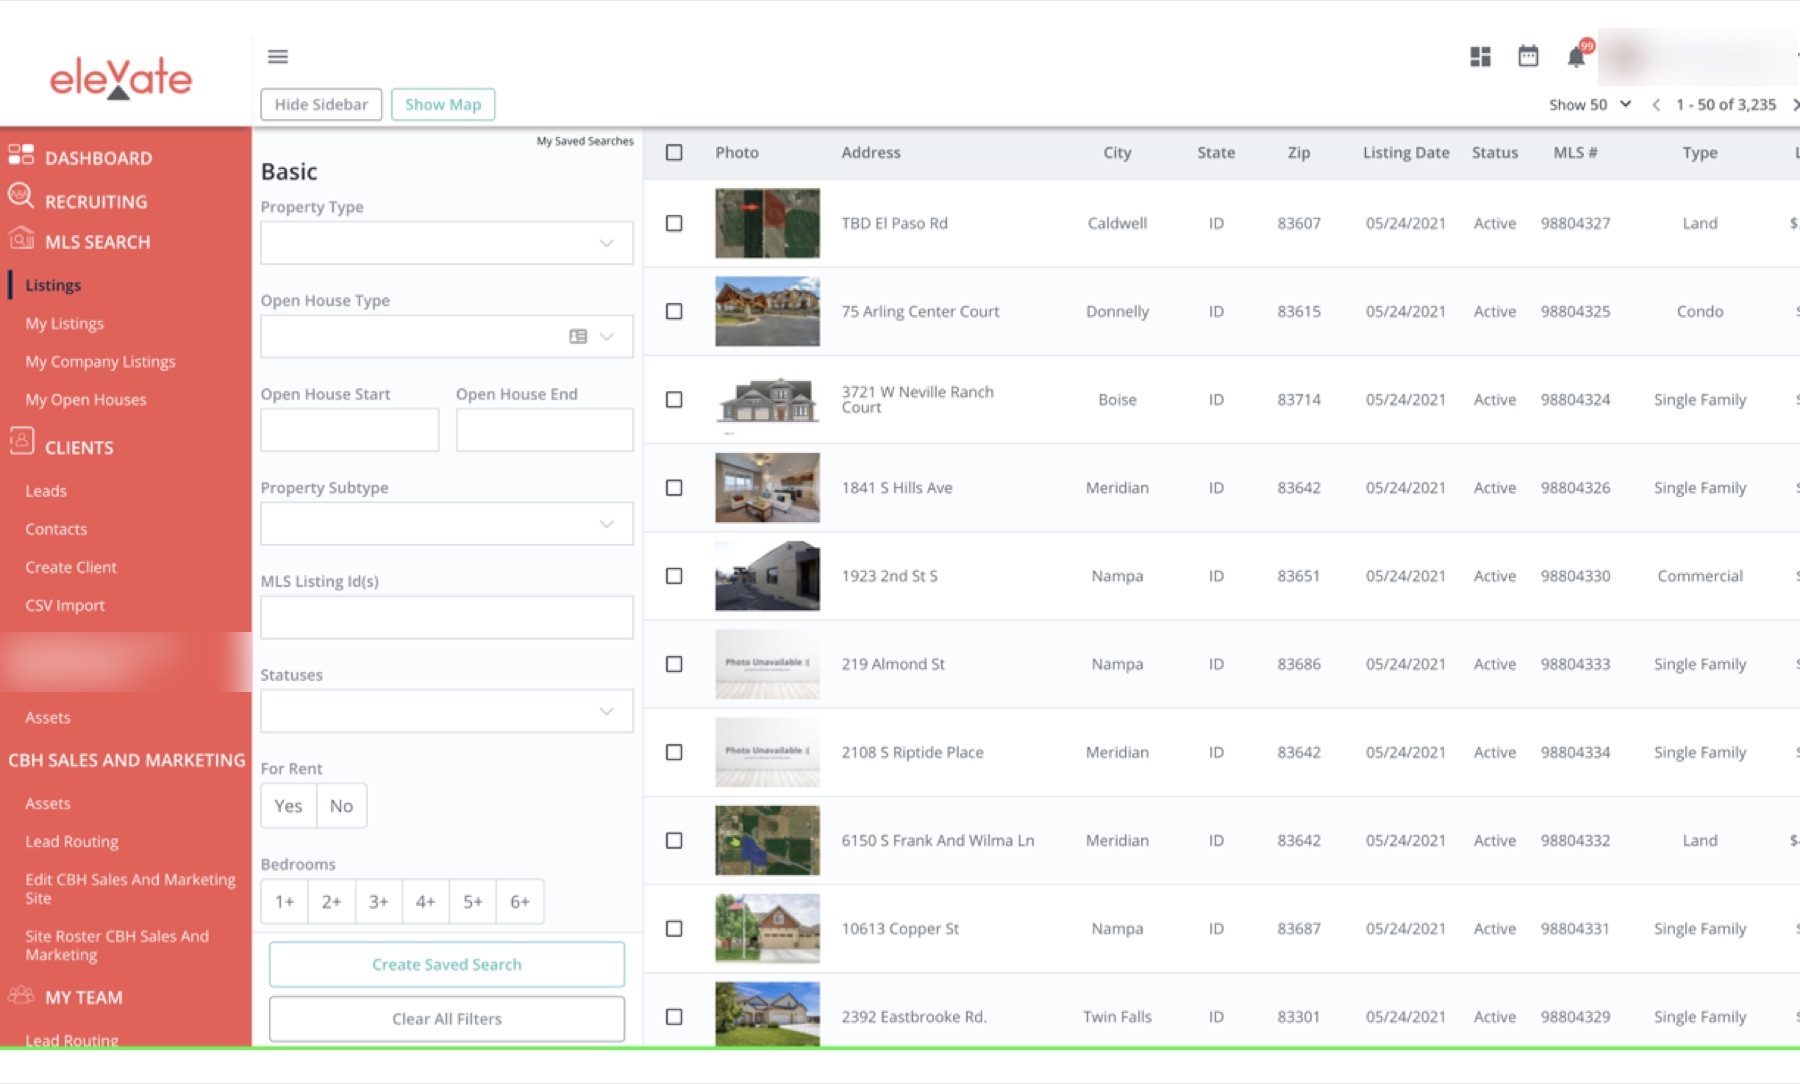 elevate
Hide Sidebar
Show Map
99
Show 50
1 - 50 of 3,235
DASHBOARD
RECRUITING
MLS SEARCH
Listings
My Listings
My Company Listings
My Open Houses
CLIENTS
Leads
Contacts
Create Client
CSV Import
Assets
CBH SALES AND MARKETING
Assets
Lead Routing
Edit CBH Sales And Marketing
Site
Site Roster CBH Sales And
Marketing
MY TEAM
Lead Routing
My Saved Searches
Basic
Property Type
Open House Type
Open House Start Open House End
Property Subtype
MLS Listing Id(s)
Statuses
For Rent
Yes No
Bedrooms
1+ 2+ 3+ 4+ 5+ 6+
Create Saved Search
Clear All Filters
Photo Address City State Zip Listing Date Status MLS # Type L
TBD El Paso Rd Caldwell ID 83607 05/24/2021 Active 98804327 Land $
75 Arling Center Court Donnelly ID 83615 05/24/2021 Active 98804325 Condo
3721 W Neville Ranch
Court Boise ID 83714 05/24/2021 Active 98804324 Single Family
1841 S Hills Ave Meridian ID 83642 05/24/2021 Active 98804326 Single Family
1923 2nd St S Nampa ID 83651 05/24/2021 Active 98804330 Commercial
Photo Unavailable :(
219 Almond St Nampa ID 83686 05/24/2021 Active 98804333 Single Family
Photo Unavailable :(
2108 S Riptide Place Meridian ID 83642 05/24/2021 Active 98804334 Single Family
6150 S Frank And Wilma Ln Meridian ID 83642 05/24/2021 Active 98804332 Land $
10613 Copper St Nampa ID 83687 05/24/2021 Active 98804331 Single Family
2392 Eastbrooke Rd. Twin Falls ID 83301 05/24/2021 Active 98804329 Single Family